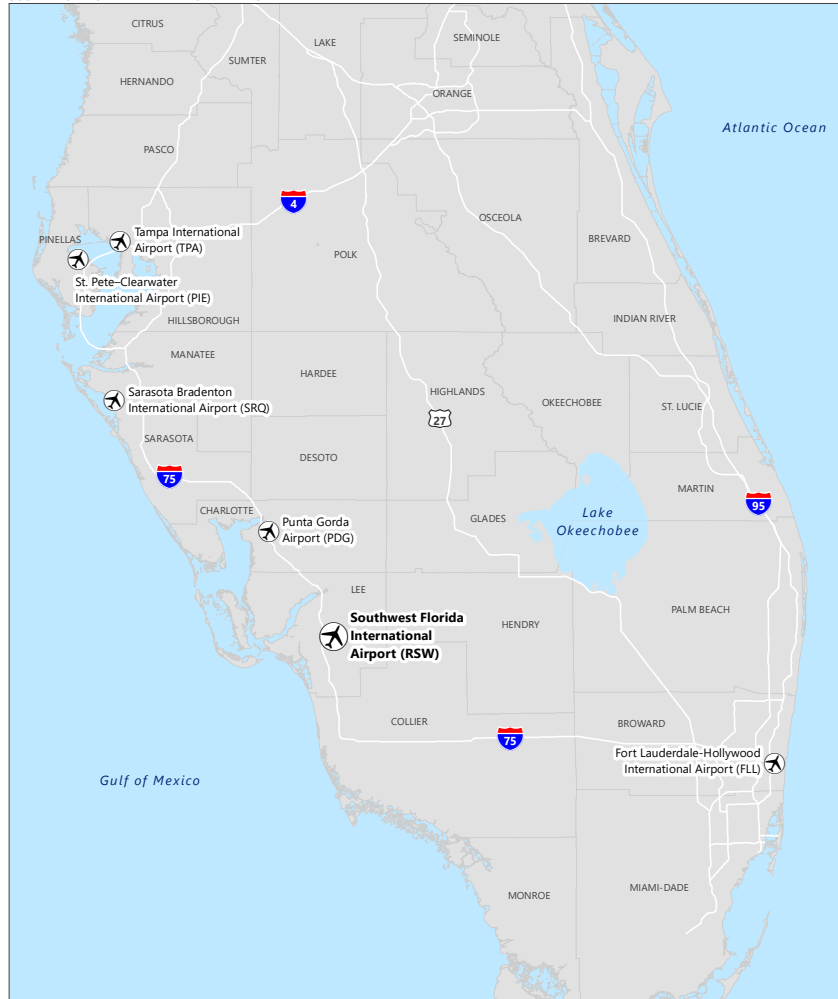 CITRUS
LAKE
SEMINOLE
SUMTER
HERNANDO
ORANGE
Atlantic Ocean
PASCO
4
OSCEOLA
Tampa International
Airport (TPA)
PINELLAS
BREVARD
POLK
St. Pete–Clearwater
International Airport (PIE)
HILLSBOROUGH
INDIAN RIVER
MANATEE
HARDEE
Sarasota Bradenton
International Airport (SRQ)
HIGHLANDS
OKEECHOBEE
ST. LUCIE
27
SARASOTA
DESOTO
75
MARTIN
95
CHARLOTTE
Punta Gorda
Airport (PDG)
GLADES
Lake
Okeechobee
LEE
PALM BEACH
Southwest Florida
International
Airport (RSW)
HENDRY
COLLIER
BROWARD
75
Fort Lauderdale-Hollywood
International Airport (FLL)
Gulf of Mexico
MIAMI-DADE
MONROE